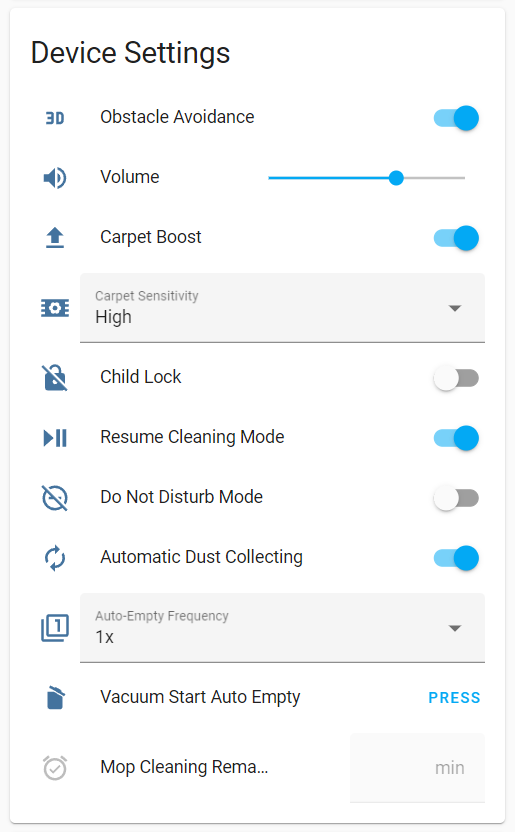 Device Settings
3D
Obstacle Avoidance
Volume
Carpet Boost
Carpet Sensitivity
High
Child Lock
Resume Cleaning Mode
Do Not Disturb Mode
Automatic Dust Collecting
Auto-Empty Frequency
1
1x
Vacuum Start Auto Empty
PRESS
Mop Cleaning Rema...
min